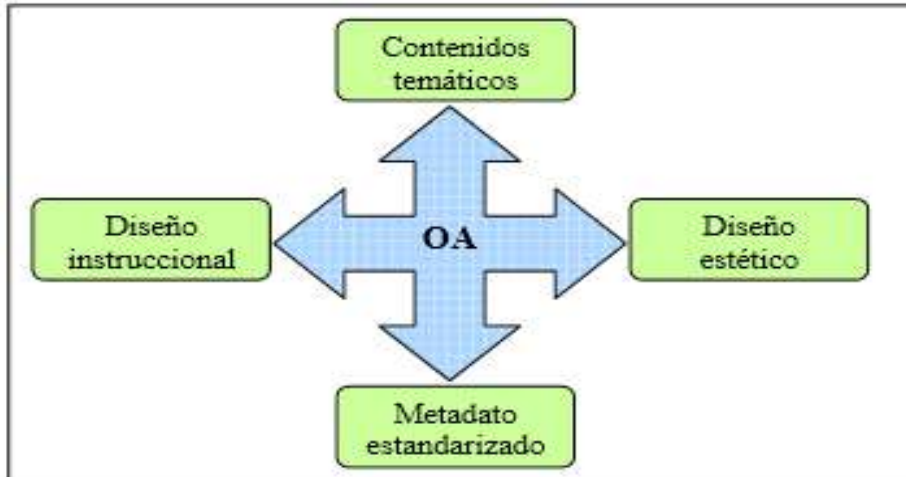 Contenidos
temáticos
Diseño
instruccional
OA
Diseño
estético
Metadato
estandarizado